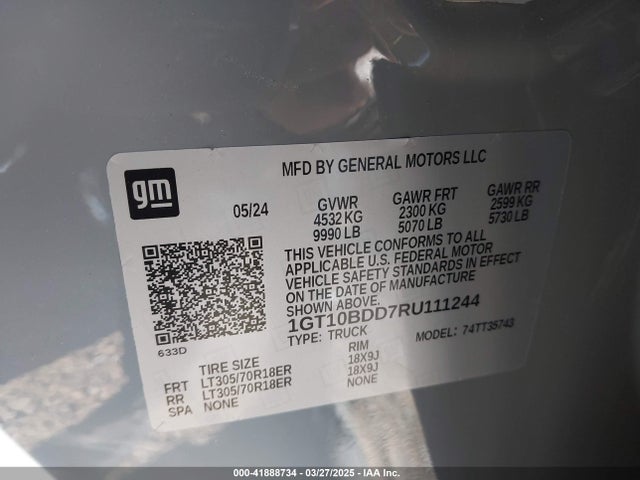 MFD BY GENERAL MOTORS LLC
gm
05/24
GVWR GAWR FRT GAWR RR
4532 KG 2300 KG 2599 KG
9990 LB 5070 LB 5730 LB
THIS VEHICLE CONFORMS TO ALL
APPLICABLE U.S. FEDERAL MOTOR
VEHICLE SAFETY STANDARDS IN EFFECT
ON THE DATE OF MANUFACTURE
SHOWN ABOVE.
1GT10BDD7RU111244
TYPE: TRUCK MODEL: 74TT35743
633D
TIRE SIZE RIM
FRT LT305/70R18ER 18X9J
RR LT305/70R18ER 18X9J
SPA NONE NONE
000-41888734 — 03/27/2025 — IAA Inc.